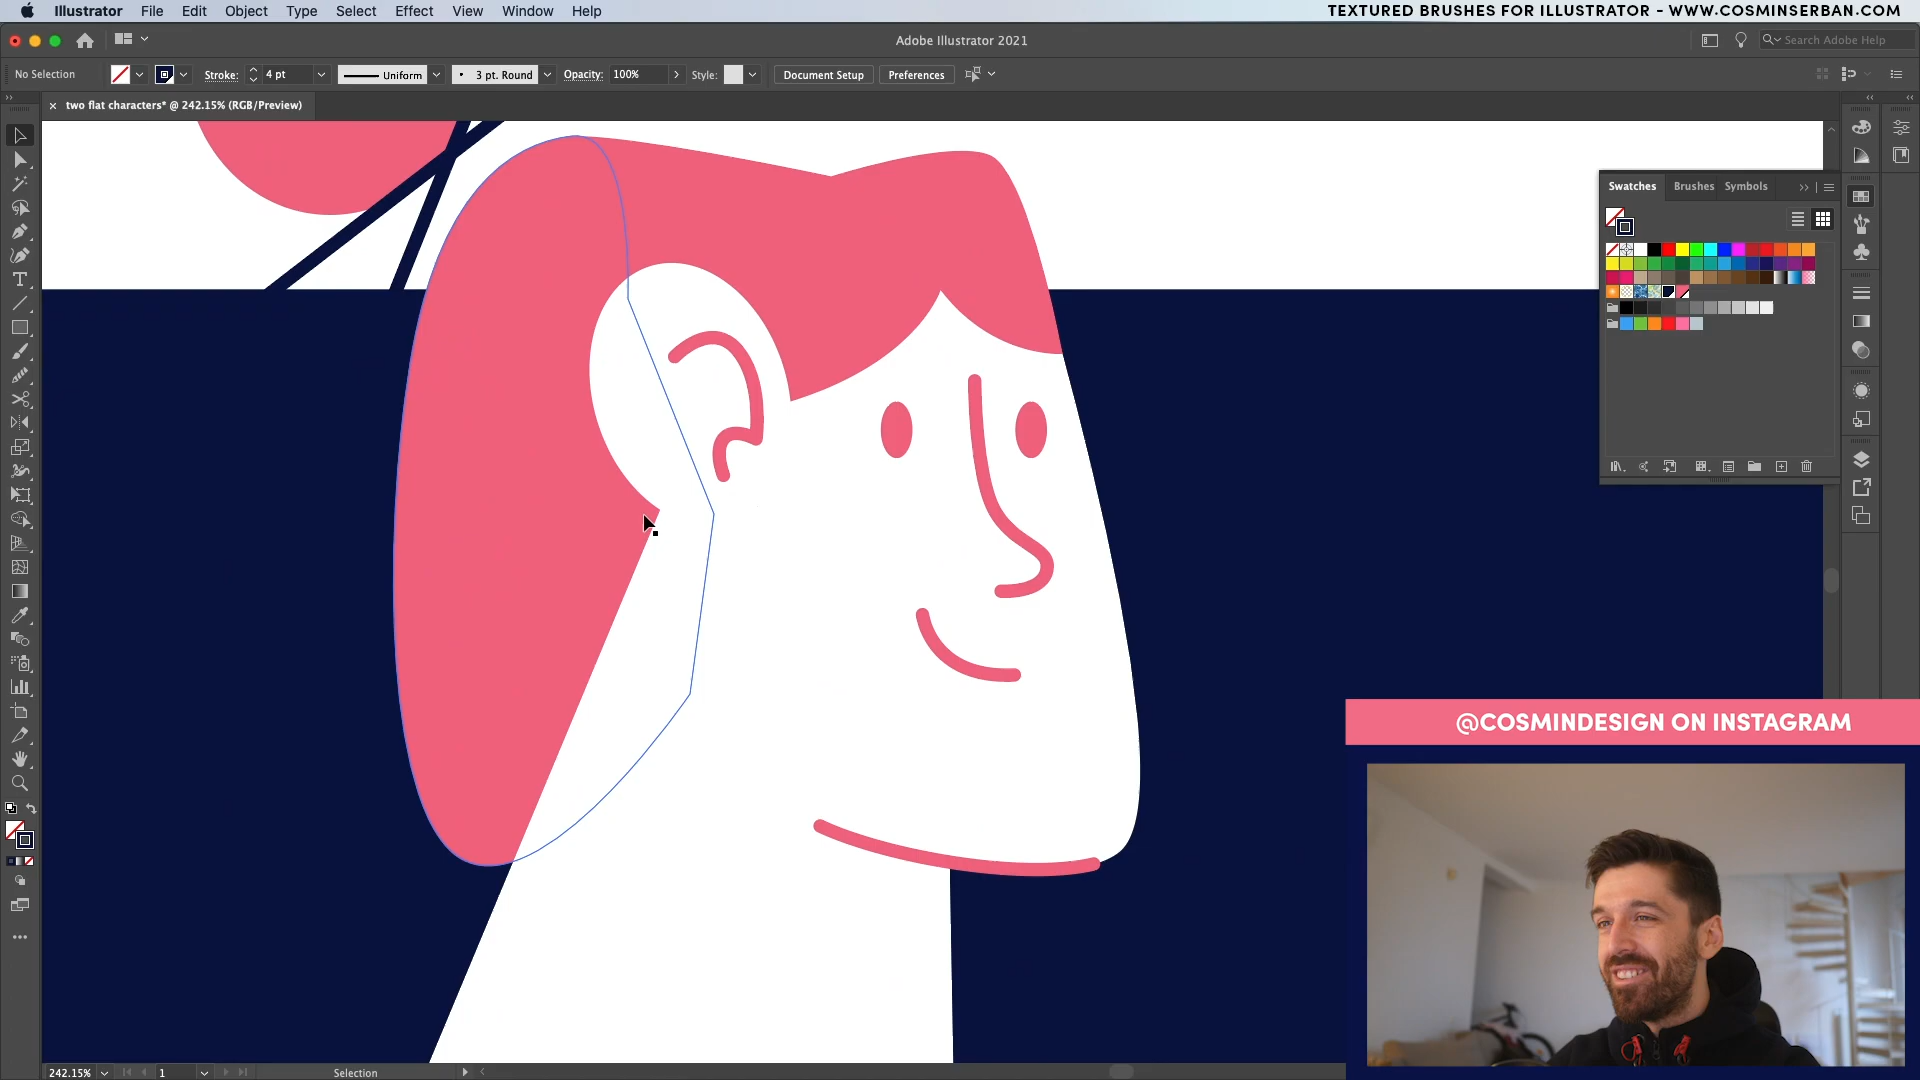 Illustrator File Edit Object Type Select Effect View Window Help
TEXTURED BRUSHES FOR ILLUSTRATOR - WWW.COSMINSERBAN.COM
Adobe Illustrator 2021
Search Adobe Help
No Selection Stroke: 4 pt Uniform 3 pt. Round Opacity: 100% Style: Document Setup Preferences
two flat characters* @ 242.15% (RGB/Preview)
Swatches Brushes Symbols
@COSMINDESIGN ON INSTAGRAM
242.15% 1 Selection